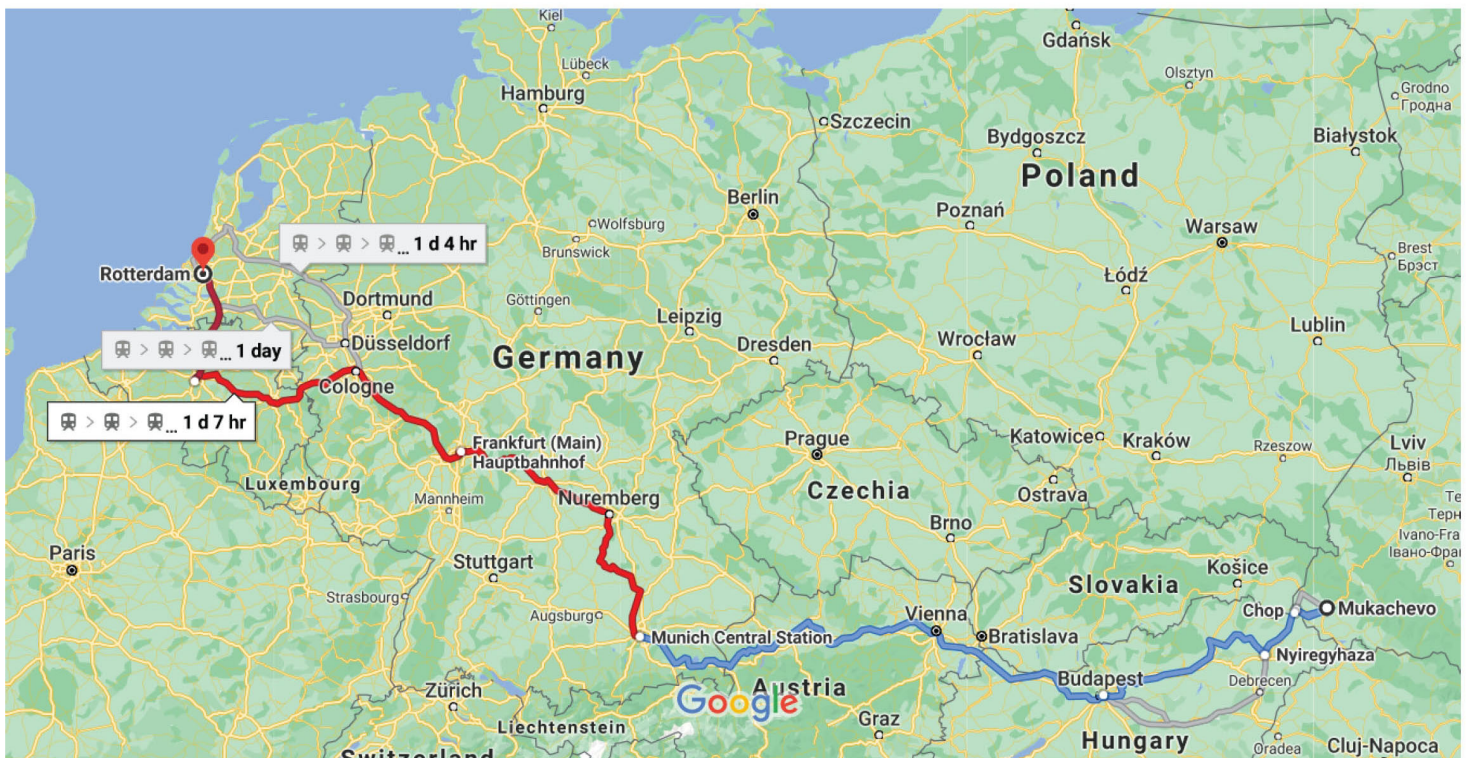 Kiel
Gdańsk
Lübeck
Olsztyn
Hamburg
Grodno
Гродна
Szczecin
Bydgoszcz
Białystok
Poland
Berlin
Poznań
Wolfsburg
Warsaw
... 1 d 4 hr
Brunswick
Brest
Брэст
Rotterdam
Łódź
Dortmund
Göttingen
Leipzig
Lublin
Wrocław
Düsseldorf
Dresden
... 1 day
Germany
Cologne
... 1 d 7 hr
Frankfurt (Main)
Hauptbahnhof
Prague
Katowice
Kraków
Rzeszow
Lviv
Львів
Luxembourg
Mannheim
Nuremberg
Czechia
Ostrava
Te
Терн
Brno
Ivano-Fra
Івано-Фра
Paris
Stuttgart
Slovakia
Košice
Strasbourg
Augsburg
Vienna
Chop
Mukachevo
Munich Central Station
Bratislava
Nyiregyhaza
Zürich
Google
Austria
Budapest
Debrecen
Liechtenstein
Graz
Hungary
Oradea
Cluj-Napoca
Switzerland